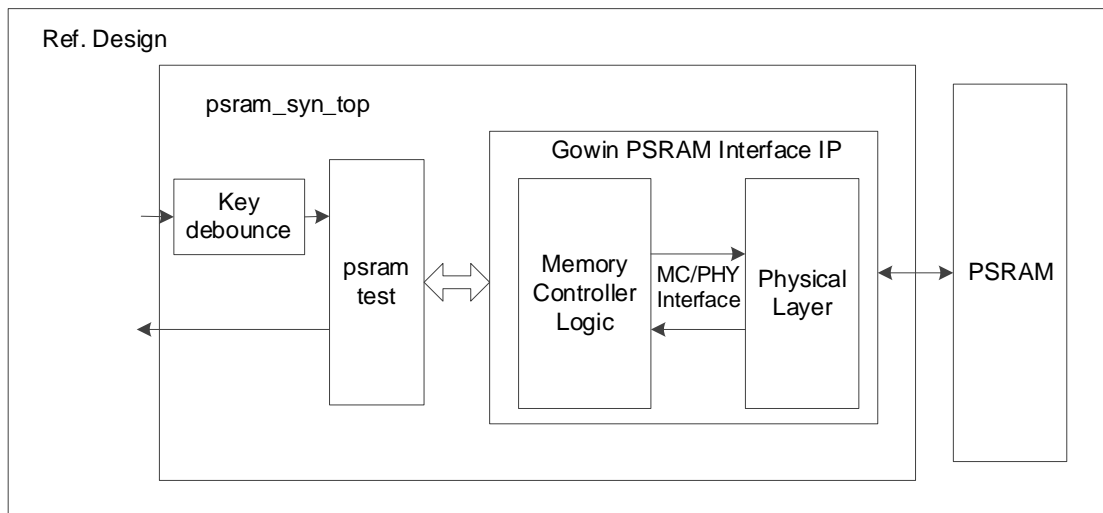 Ref. Design
psram_syn_top
Gowin PSRAM Interface IP
Key
debounce
psram
test
Memory
Controller
Logic
MC/PHY
Interface
Physical
Layer
PSRAM